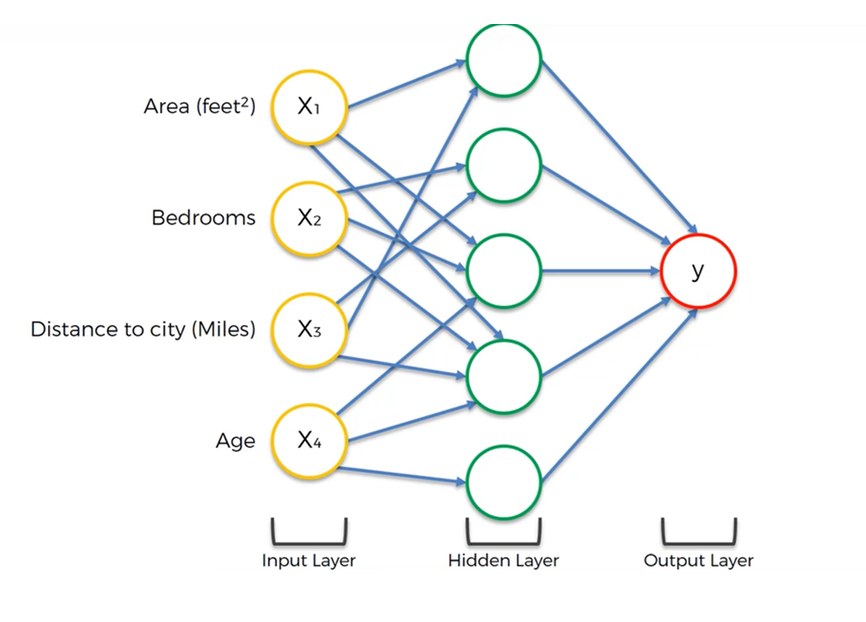 Area (feet²)
X₁
Bedrooms
X₂
Distance to city (Miles)
X₃
Age
X₄
y
Input Layer
Hidden Layer
Output Layer